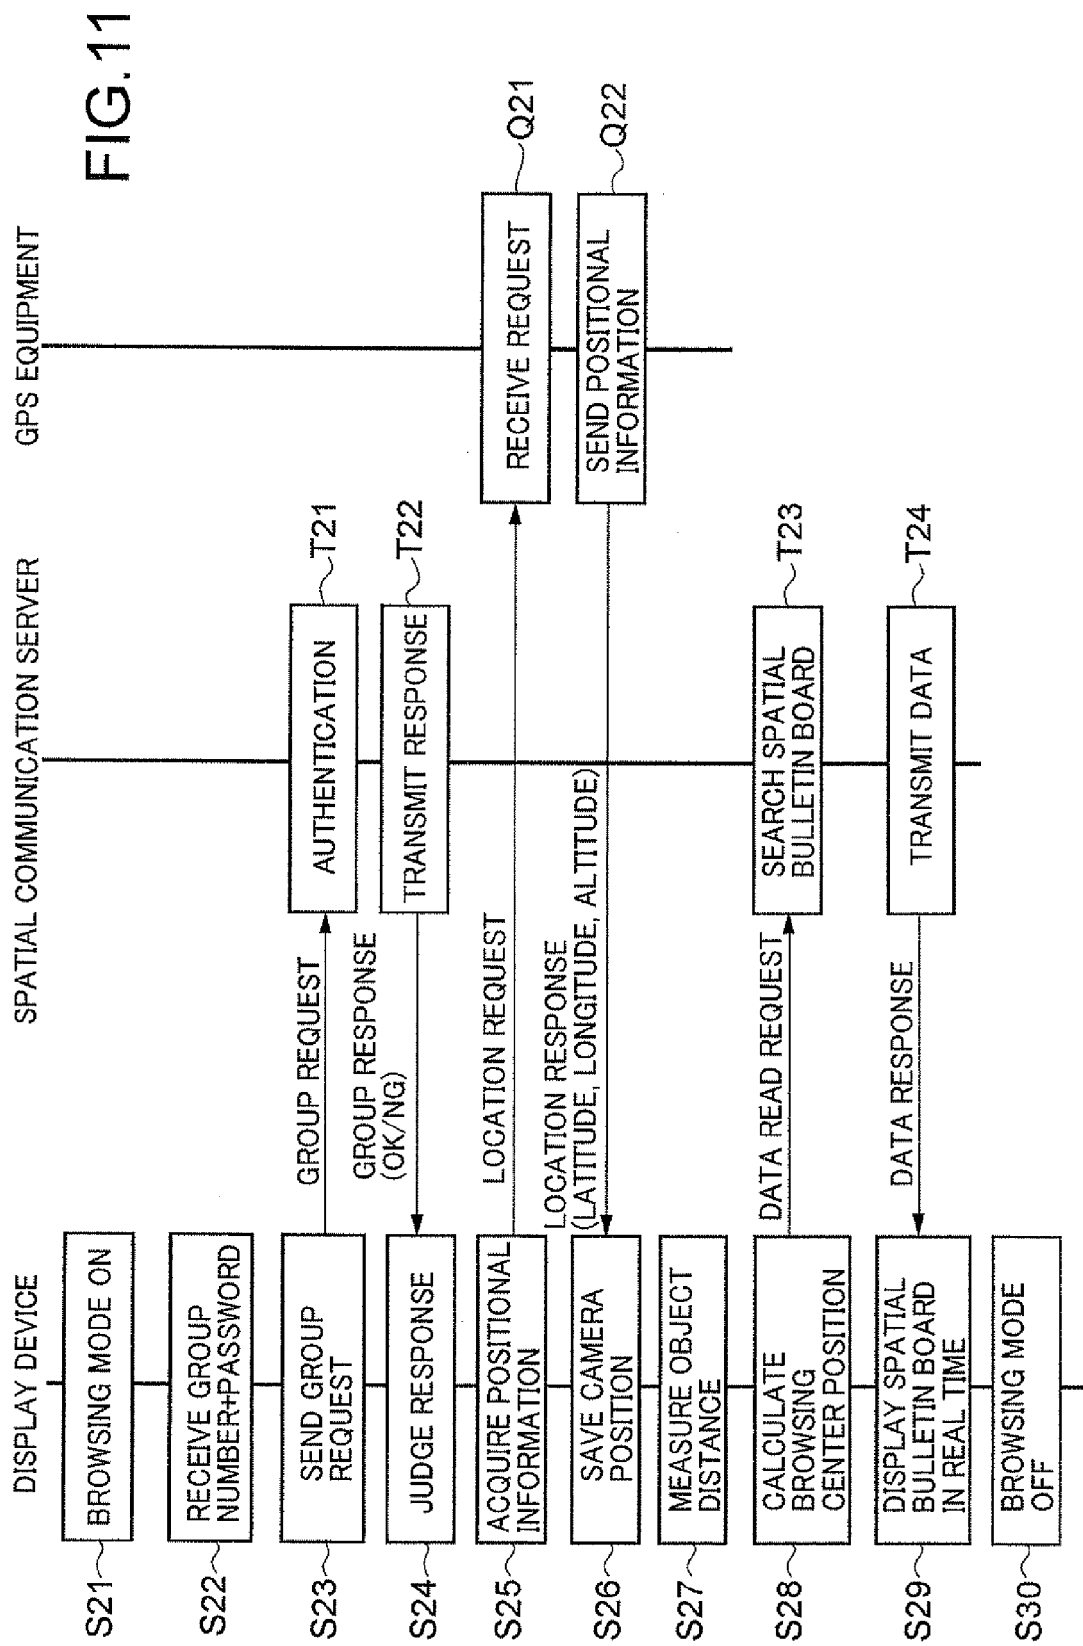 FIG.11
DISPLAY DEVICE
SPATIAL COMMUNICATION SERVER
GPS EQUIPMENT
S21
BROWSING MODE ON
S22
RECEIVE GROUP
NUMBER+PASSWORD
S23
SEND GROUP
REQUEST
GROUP REQUEST
AUTHENTICATION
T21
S24
JUDGE RESPONSE
GROUP RESPONSE
(OK/NG)
TRANSMIT RESPONSE
T22
S25
ACQUIRE POSITIONAL
INFORMATION
LOCATION REQUEST
RECEIVE REQUEST
Q21
S26
SAVE CAMERA
POSITION
LOCATION RESPONSE
(LATITUDE, LONGITUDE, ALTITUDE)
SEND POSITIONAL
INFORMATION
Q22
S27
MEASURE OBJECT
DISTANCE
S28
CALCULATE
BROWSING
CENTER POSITION
DATA READ REQUEST
SEARCH SPATIAL
BULLETIN BOARD
T23
S29
DISPLAY SPATIAL
BULLETIN BOARD
IN REAL TIME
DATA RESPONSE
TRANSMIT DATA
T24
S30
BROWSING MODE
OFF